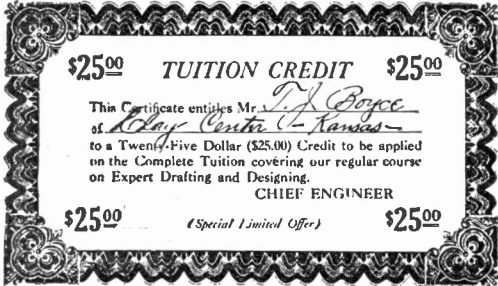 $25.00 TUITION CREDIT $25.00
This Certificate entitles Mr. T. J. Boyce
of Clay Center - Kansas -
to a Twenty-Five Dollar ($25.00) Credit to be applied
on the Complete Tuition covering our regular course
on Expert Drafting and Designing.
CHIEF ENGINEER
$25.00 (Special Limited Offer) $25.00